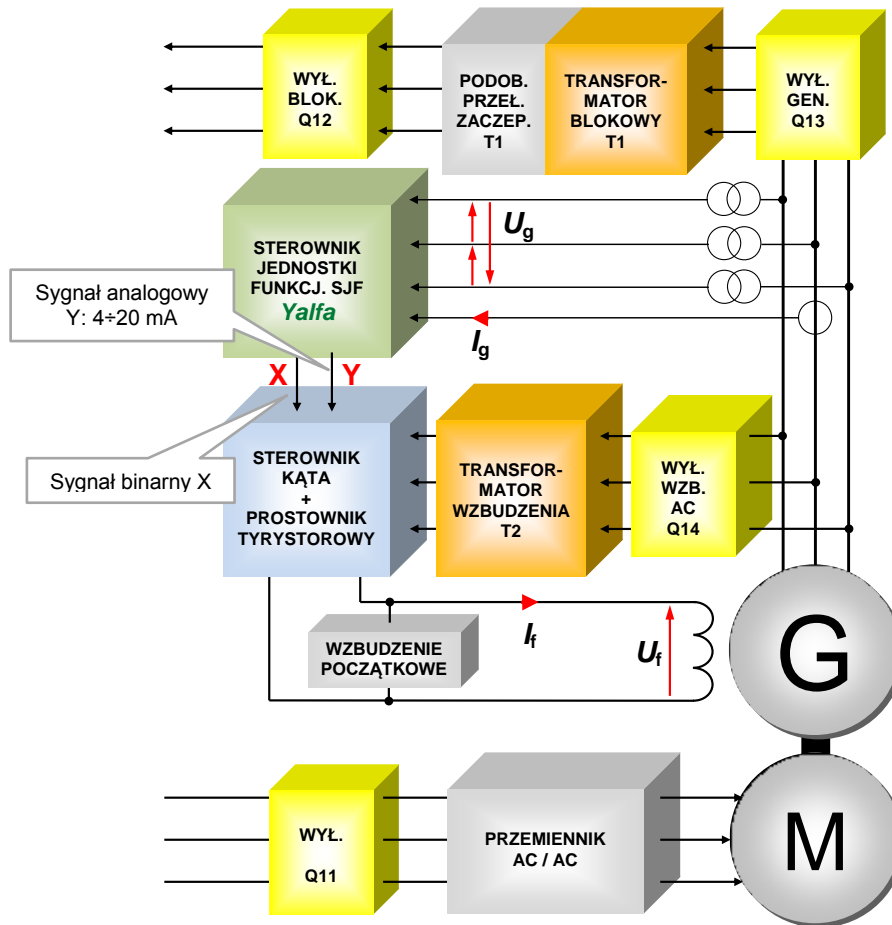 WYŁ.
BLOK.
Q12
PODOB.
PRZEŁ.
ZACZEP.
T1
TRANSFOR-
MATOR
BLOKOWY
T1
WYŁ.
GEN.
Q13
STEROWNIK
JEDNOSTKI
FUNKCJ. SJF
Yalfa
Ug
Ig
Sygnał analogowy
Y: 4÷20 mA
X
Y
Sygnał binarny X
STEROWNIK
KĄTA
+
PROSTOWNIK
TYRYSTOROWY
TRANSFOR-
MATOR
WZBUDZENIA
T2
WYŁ.
WZB.
AC
Q14
WZBUDZENIE
POCZĄTKOWE
If
Uf
G
WYŁ.
Q11
PRZEMIENNIK
AC / AC
M